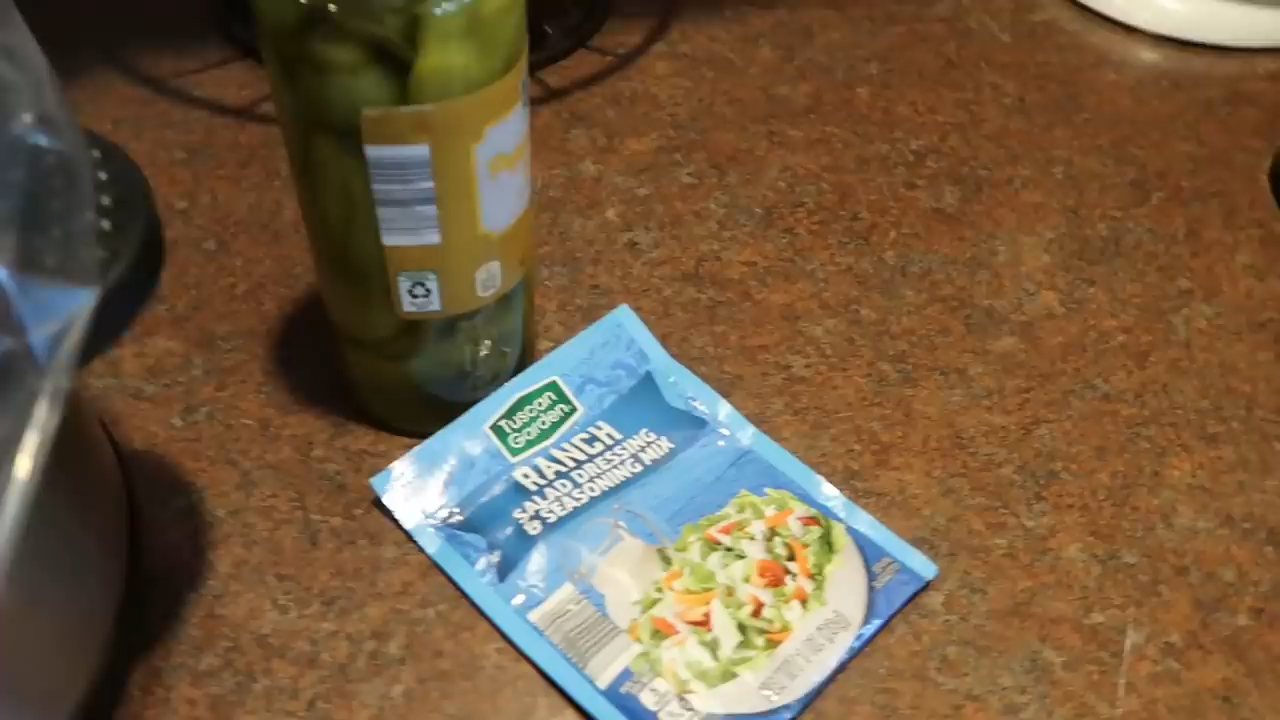 Tuscan
Garden
RANCH
SALAD DRESSING
& SEASONING MIX